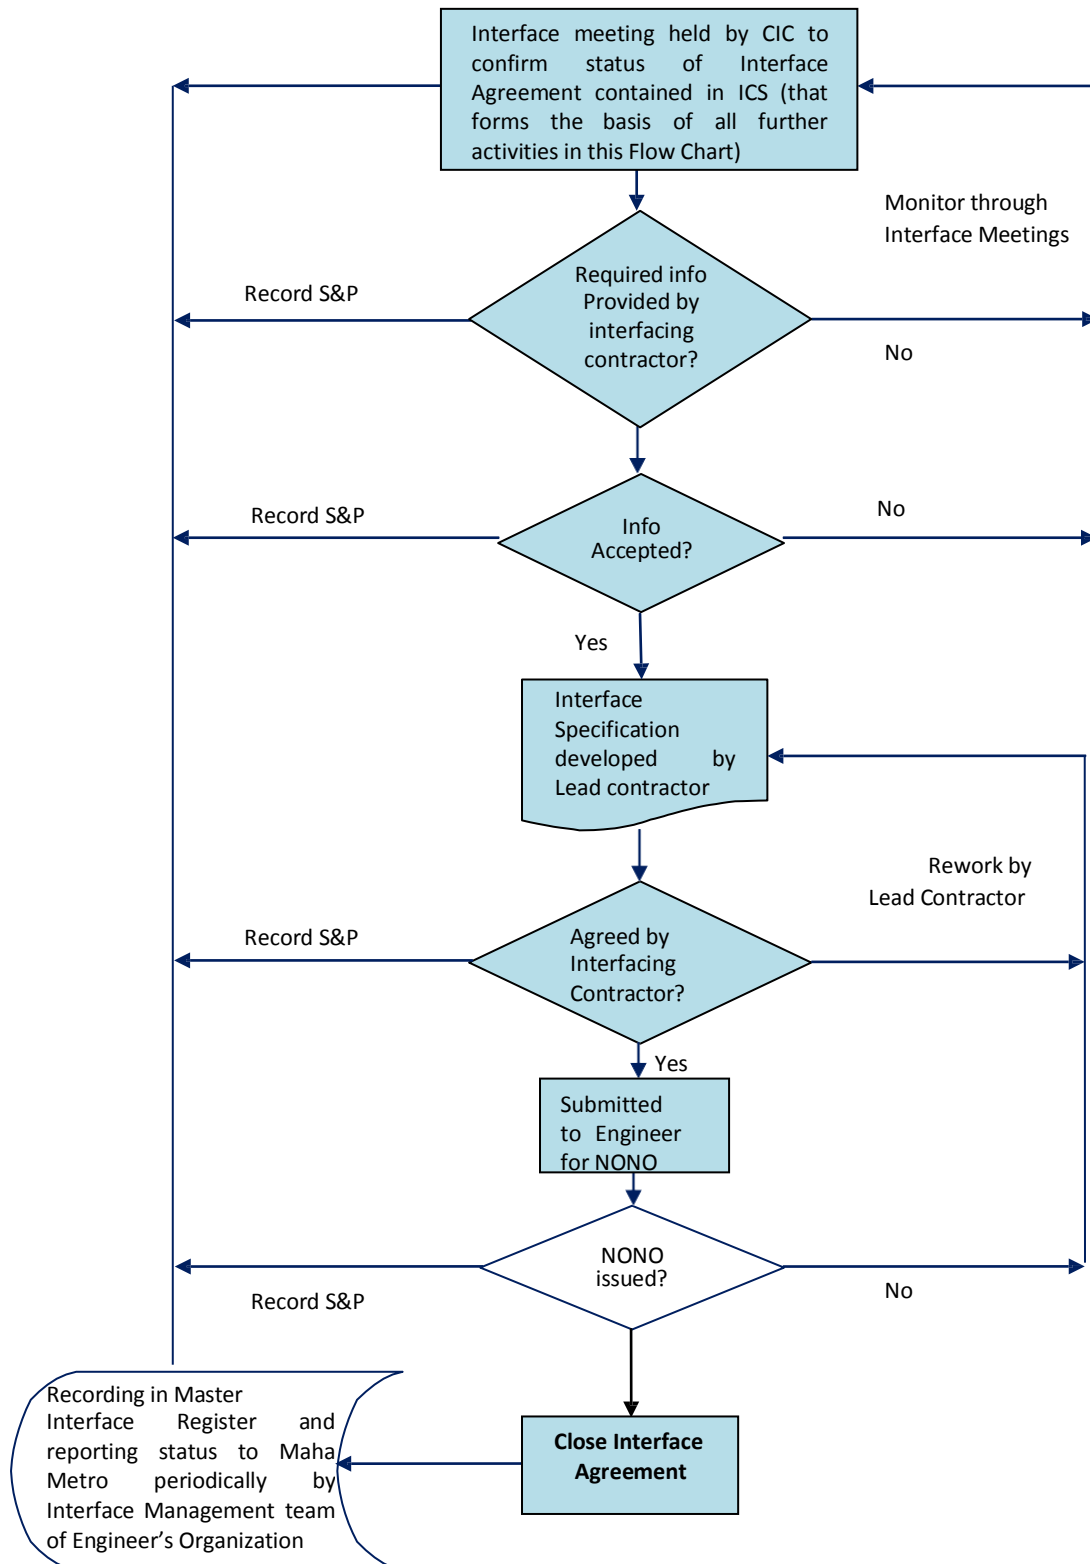 Interface meeting held by CIC to
confirm status of Interface
Agreement contained in ICS (that
forms the basis of all further
activities in this Flow Chart)
Monitor through
Interface Meetings
Required info
Provided by
interfacing
contractor?
Record S&P
No
Record S&P
Info
Accepted?
No
Yes
Interface
Specification
developed by
Lead contractor
Rework by
Lead Contractor
Record S&P
Agreed by
Interfacing
Contractor?
Yes
Submitted
to Engineer
for NONO
NONO
issued?
Record S&P
No
Recording in Master
Interface Register and
reporting status to Maha
Metro periodically by
Interface Management team
of Engineer’s Organization
Close Interface
Agreement